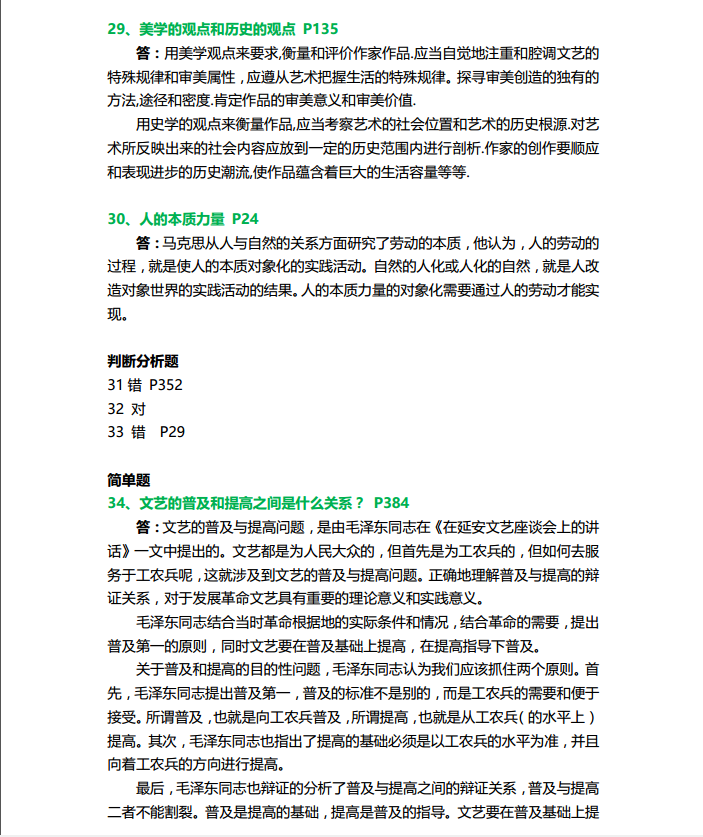 29、美学的观点和历史的观点 P135
答：用美学观点来要求,衡量和评价作家作品.应当自觉地注重和腔调文艺的
特殊规律和审美属性，应遵从艺术把握生活的特殊规律。探寻审美创造的独有的
方法,途径和密度.肯定作品的审美意义和审美价值.
用史学的观点来衡量作品,应当考察艺术的社会位置和艺术的历史根源.对艺
术所反映出来的社会内容应放到一定的历史范围内进行剖析.作家的创作要顺应
和表现进步的历史潮流,使作品蕴含着巨大的生活容量等等.
30、人的本质力量 P24
答：马克思从人与自然的关系方面研究了劳动的本质，他认为，人的劳动的
过程，就是使人的本质对象化的实践活动。自然的人化或人化的自然，就是人改
造对象世界的实践活动的结果。人的本质力量的对象化需要通过人的劳动才能实
现。
判断分析题
31 错 P352
32 对
33 错 P29
简单题
34、文艺的普及和提高之间是什么关系？ P384
答：文艺的普及与提高问题，是由毛泽东同志在《在延安文艺座谈会上的讲
话》一文中提出的。文艺都是为人民大众的，但首先是为工农兵的，但如何去服
务于工农兵呢，这就涉及到文艺的普及与提高问题。正确地理解普及与提高的辩
证关系，对于发展革命文艺具有重要的理论意义和实践意义。
毛泽东同志结合当时革命根据地的实际条件和情况，结合革命的需要，提出
普及第一的原则，同时文艺要在普及基础上提高，在提高指导下普及。
关于普及和提高的目的性问题，毛泽东同志认为我们应该抓住两个原则。首
先，毛泽东同志提出普及第一，普及的标准不是别的，而是工农兵的需要和便于
接受。所谓普及，也就是向工农兵普及，所谓提高，也就是从工农兵（的水平上）
提高。其次，毛泽东同志也指出了提高的基础必须是以工农兵的水平为准，并且
向着工农兵的方向进行提高。
最后，毛泽东同志也辩证的分析了普及与提高之间的辩证关系，普及与提高
二者不能割裂。普及是提高的基础，提高是普及的指导。文艺要在普及基础上提